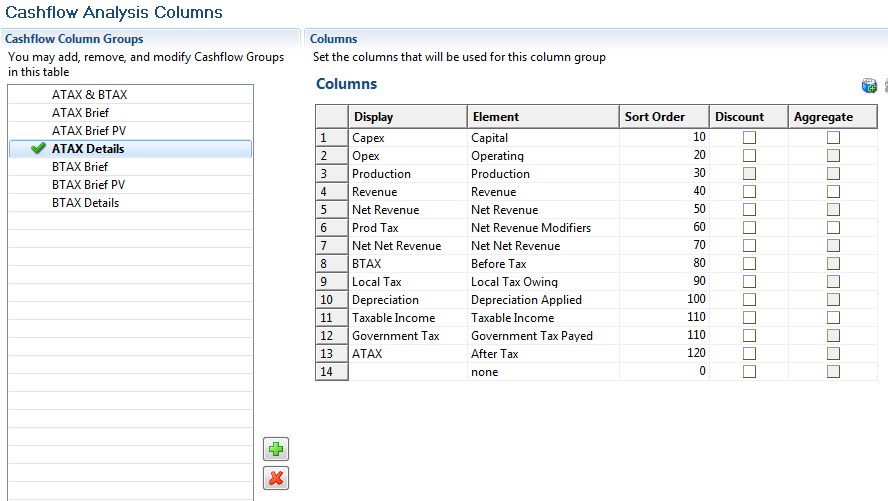 Cashflow Analysis Columns
Cashflow Column Groups
You may add, remove, and modify Cashflow Groups
in this table
ATAX & BTAX
ATAX Brief
ATAX Brief PV
ATAX Details
BTAX Brief
BTAX Brief PV
BTAX Details
Columns
Set the columns that will be used for this column group
Columns
Display Element Sort Order Discount Aggregate
1 Capex Capital 10
2 Opex Operating 20
3 Production Production 30
4 Revenue Revenue 40
5 Net Revenue Net Revenue 50
6 Prod Tax Net Revenue Modifiers 60
7 Net Net Revenue Net Net Revenue 70
8 BTAX Before Tax 80
9 Local Tax Local Tax Owing 90
10 Depreciation Depreciation Applied 100
11 Taxable Income Taxable Income 110
12 Government Tax Government Tax Payed 110
13 ATAX After Tax 120
14 none 0